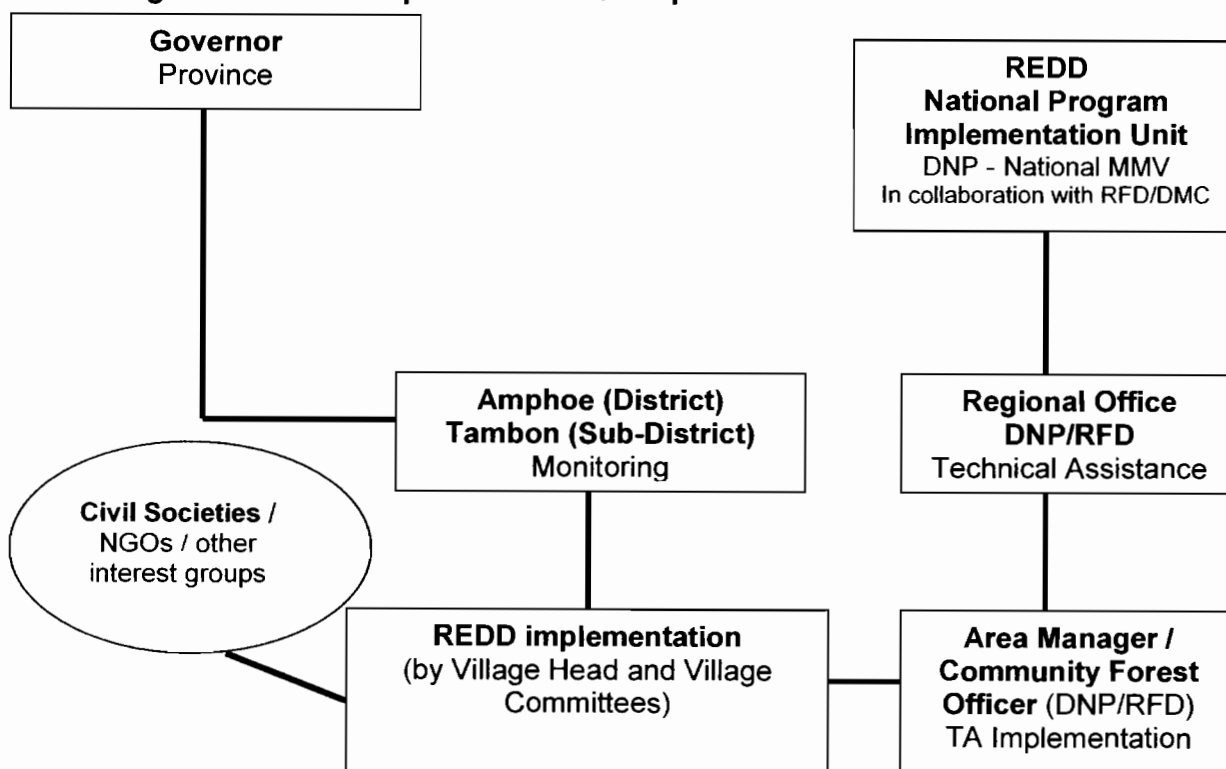 Governor
Province
REDD
National Program
Implementation Unit
DNP - National MMV
In collaboration with RFD/DMC
Amphoe (District)
Tambon (Sub-District)
Monitoring
Regional Office
DNP/RFD
Technical Assistance
Civil Societies /
NGOs / other
interest groups
REDD implementation
(by Village Head and Village
Committees)
Area Manager /
Community Forest
Officer (DNP/RFD)
TA Implementation